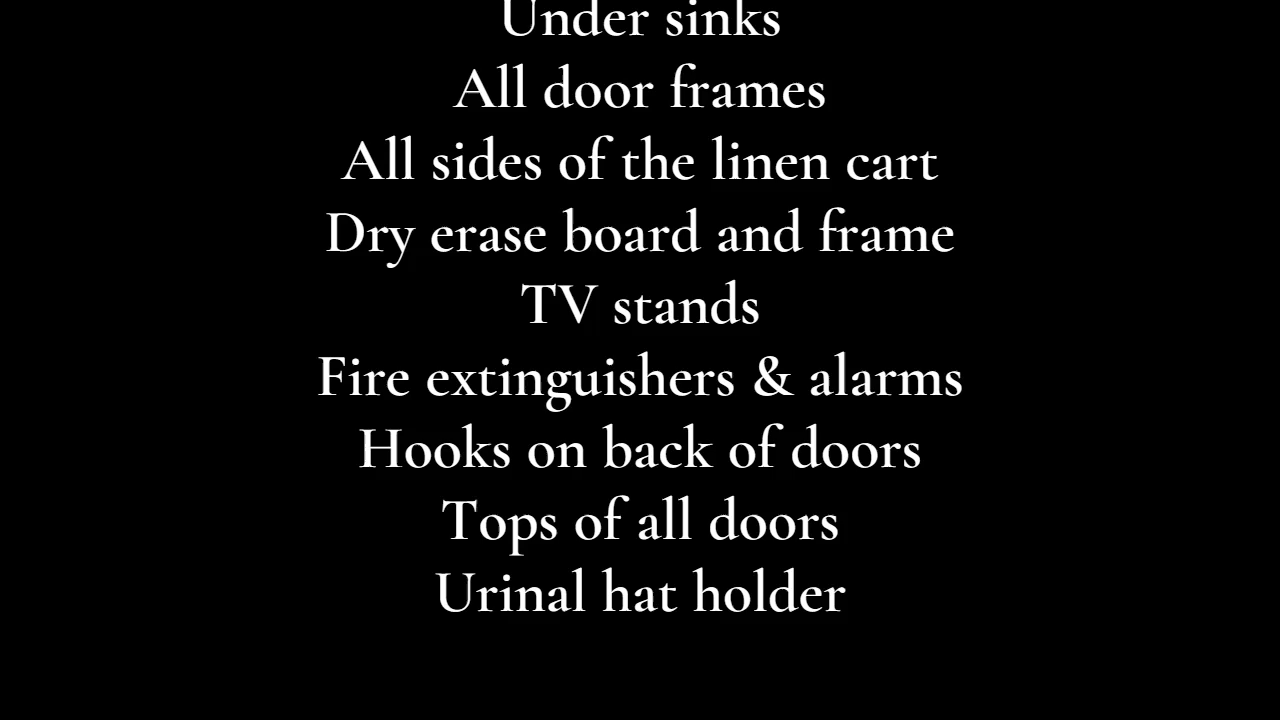 Under sinks
All door frames
All sides of the linen cart
Dry erase board and frame
TV stands
Fire extinguishers & alarms
Hooks on back of doors
Tops of all doors
Urinal hat holder